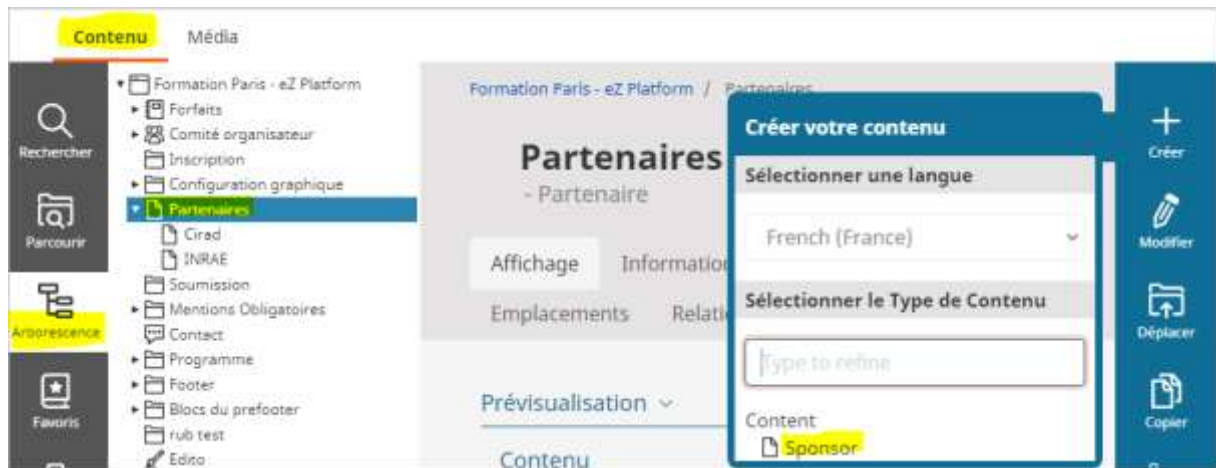 Contenu Média
Rechercher
Parcourir
Arborescence
Favoris
Formation Paris - eZ Platform
Forfaits
Comité organisateur
Inscription
Configuration graphique
Partenaires
Cirad
INRAE
Soumission
Mentions Obligatoires
Contact
Programme
Footer
Blocs du prefooter
rub test
Edito
Formation Paris - eZ Platform / Partenaires
Partenaires
- Partenaire
Affichage Information
Emplacements Relati
Prévisualisation
Contenu
Créer votre contenu
Sélectionner une langue
French (France)
Sélectionner le Type de Contenu
Type to refine
Content
Sponsor
Créer
Modifier
Déplacer
Copier